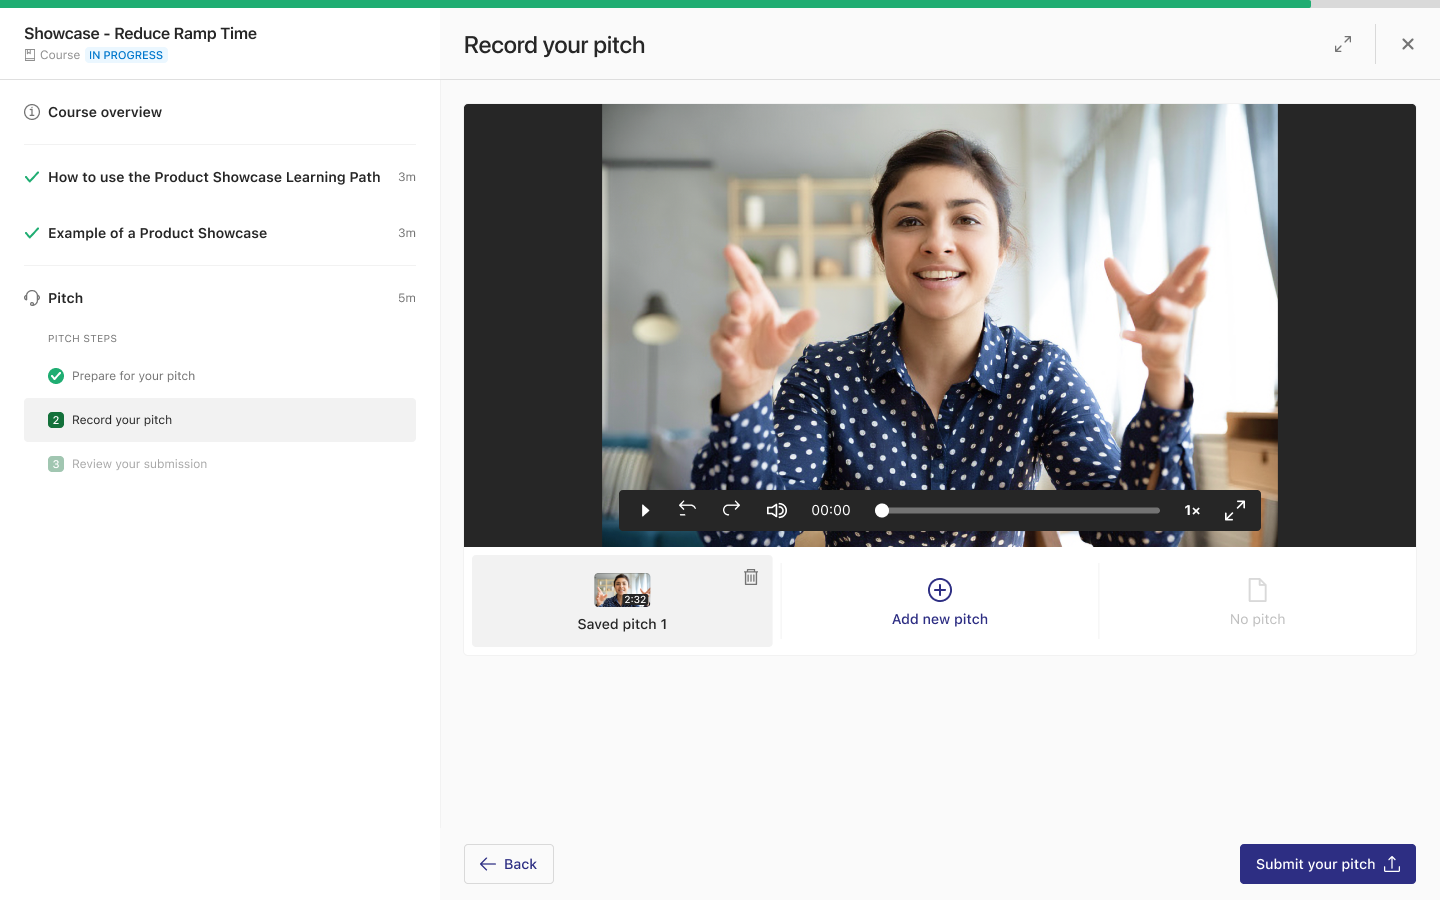 Showcase - Reduce Ramp Time
Course IN PROGRESS
Record your pitch
Course overview
How to use the Product Showcase Learning Path 3m
Example of a Product Showcase 3m
Pitch 5m
PITCH STEPS
Prepare for your pitch
2 Record your pitch
3 Review your submission
00:00 1×
2:32
Saved pitch 1
Add new pitch
No pitch
Back
Submit your pitch